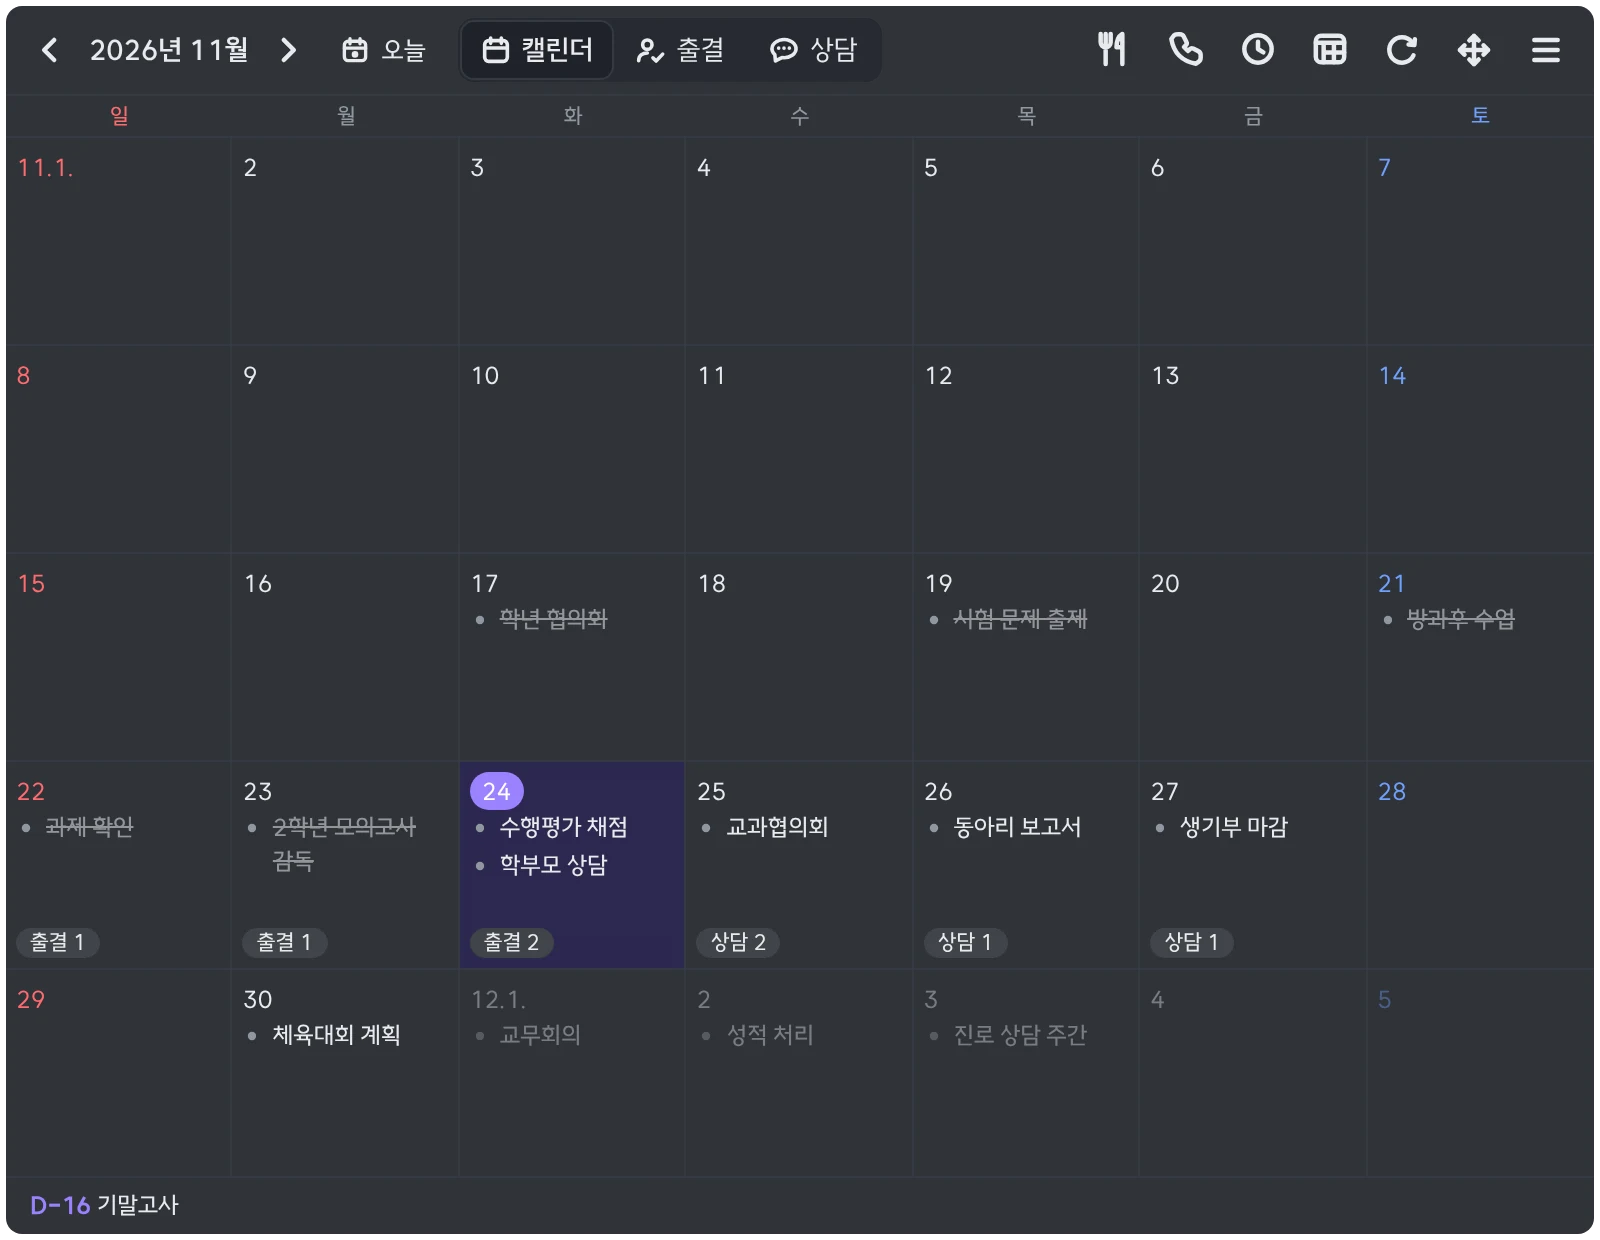 2026년 11월 오늘 캘린더 출결 상담
일 월 화 수 목 금 토
11.1. 2 3 4 5 6 7
8 9 10 11 12 13 14
15 16 17 18 19 20 21
학년 협의회 시험 문제 출제 방과후 수업
22 23 24 25 26 27 28
과제 확인 2학년 모의고사 수행평가 채점 교과협의회 동아리 보고서 생기부 마감
감독 학부모 상담
출결 1 출결 1 출결 2 상담 2 상담 1 상담 1
29 30 12.1. 2 3 4 5
체육대회 계획 교무회의 성적 처리 진로 상담 주간
D-16 기말고사